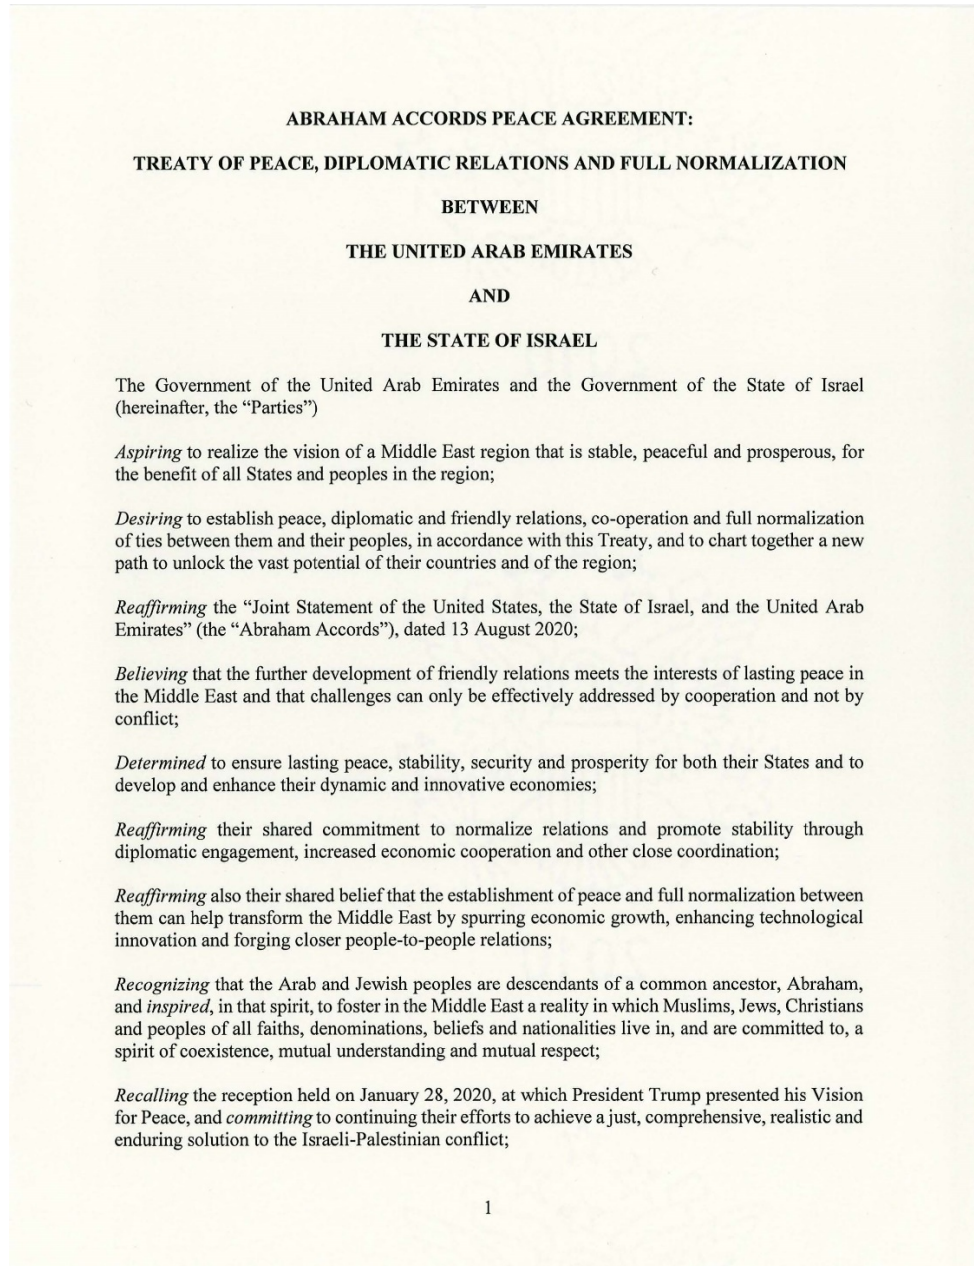 ABRAHAM ACCORDS PEACE AGREEMENT:
TREATY OF PEACE, DIPLOMATIC RELATIONS AND FULL NORMALIZATION
BETWEEN
THE UNITED ARAB EMIRATES
AND
THE STATE OF ISRAEL
The Government of the United Arab Emirates and the Government of the State of Israel
(hereinafter, the “Parties”)
Aspiring to realize the vision of a Middle East region that is stable, peaceful and prosperous, for
the benefit of all States and peoples in the region;
Desiring to establish peace, diplomatic and friendly relations, co-operation and full normalization
of ties between them and their peoples, in accordance with this Treaty, and to chart together a new
path to unlock the vast potential of their countries and of the region;
Reaffirming the “Joint Statement of the United States, the State of Israel, and the United Arab
Emirates” (the “Abraham Accords”), dated 13 August 2020;
Believing that the further development of friendly relations meets the interests of lasting peace in
the Middle East and that challenges can only be effectively addressed by cooperation and not by
conflict;
Determined to ensure lasting peace, stability, security and prosperity for both their States and to
develop and enhance their dynamic and innovative economies;
Reaffirming their shared commitment to normalize relations and promote stability through
diplomatic engagement, increased economic cooperation and other close coordination;
Reaffirming also their shared belief that the establishment of peace and full normalization between
them can help transform the Middle East by spurring economic growth, enhancing technological
innovation and forging closer people-to-people relations;
Recognizing that the Arab and Jewish peoples are descendants of a common ancestor, Abraham,
and inspired, in that spirit, to foster in the Middle East a reality in which Muslims, Jews, Christians
and peoples of all faiths, denominations, beliefs and nationalities live in, and are committed to, a
spirit of coexistence, mutual understanding and mutual respect;
Recalling the reception held on January 28, 2020, at which President Trump presented his Vision
for Peace, and committing to continuing their efforts to achieve a just, comprehensive, realistic and
enduring solution to the Israeli-Palestinian conflict;
1